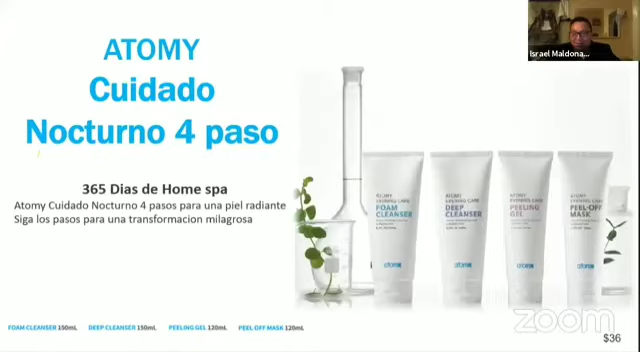 ATOMY
Cuidado
Nocturno 4 paso
365 Dias de Home spa
Atomy Cuidado Nocturno 4 pasos para una piel radiante
Siga los pasos para una transformacion milagrosa
Israel Maldona...
ATOMY
EVENING CARE
FOAM
CLEANSER
atomy
ATOMY
EVENING CARE
DEEP
CLEANSER
atomy
ATOMY
EVENING CARE
PEELING
GEL
atomy
ATOMY
EVENING CARE
PEEL-OFF
MASK
atomy
FOAM CLEANSER 150mL DEEP CLEANSER 150mL PEELING GEL 120mL PEEL OFF MASK 120mL
zoom
$36